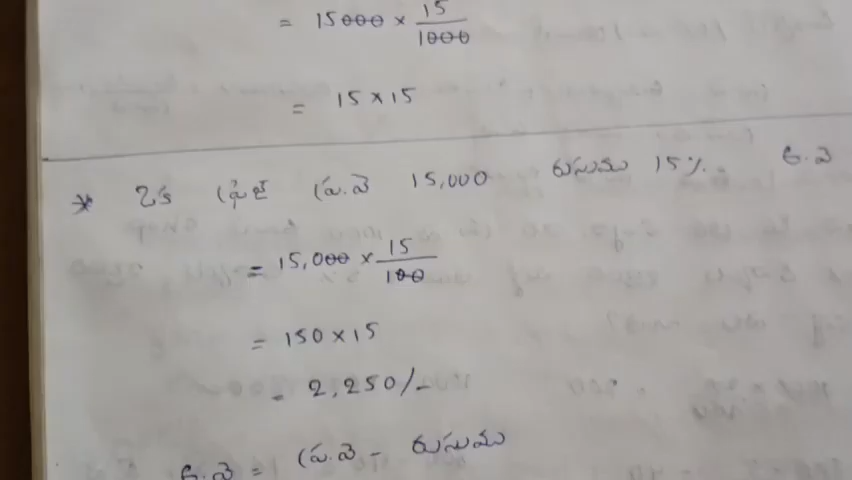 = 15000 × 15/1000
= 15 × 15
* ఒక ఫ్రిజ్ ప్ర.వె 15,000 రుసుము 15%. అ.వె
= 15,000 × 15/100
= 150 × 15
= 2,250/-
అ.వె = ప్ర.వె - రుసుము